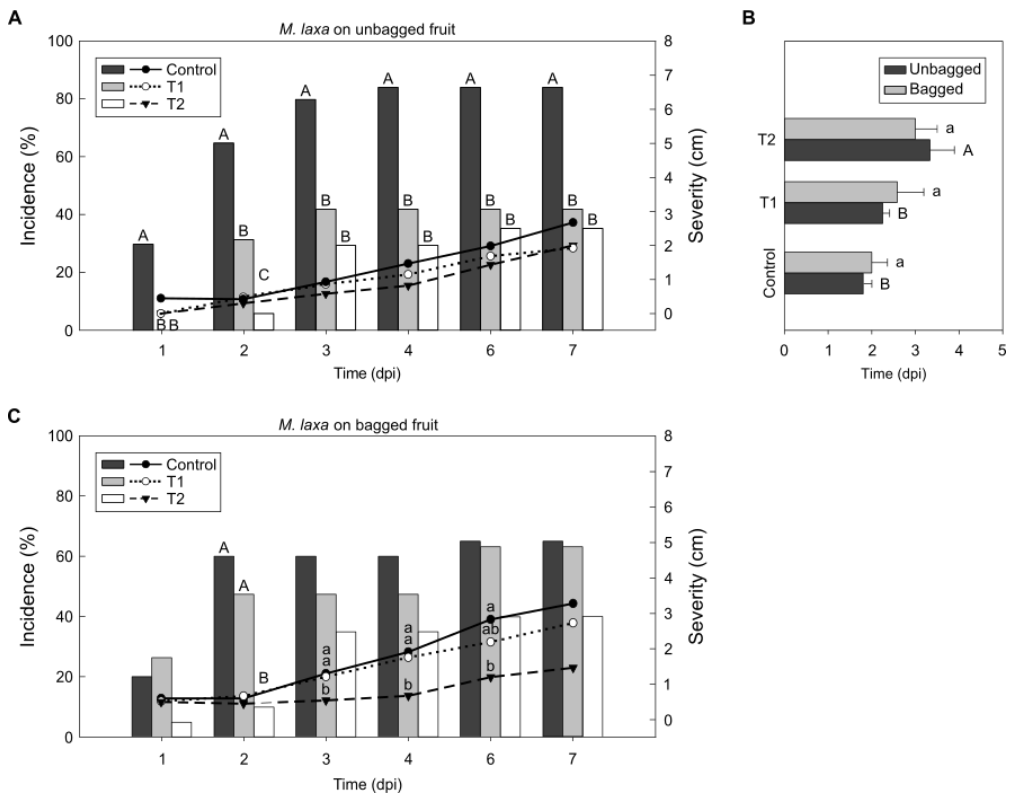 A
M. laxa on unbagged fruit
100
80
60
40
20
0
Incidence (%)
Control
T1
T2
A
B B
A
B
C
A
B
B
A
B
B
A
B
B
A
B
B
8
7
6
5
4
3
2
1
0
Severity (cm)
1 2 3 4 6 7
Time (dpi)
B
Unbagged
Bagged
T2
a
A
T1
a
B
Control
a
B
0 1 2 3 4 5
Time (dpi)
C
M. laxa on bagged fruit
100
80
60
40
20
0
Incidence (%)
Control
T1
T2
A
A
B
a
a
b
a
a
b
a
ab
b
8
7
6
5
4
3
2
1
0
Severity (cm)
1 2 3 4 6 7
Time (dpi)